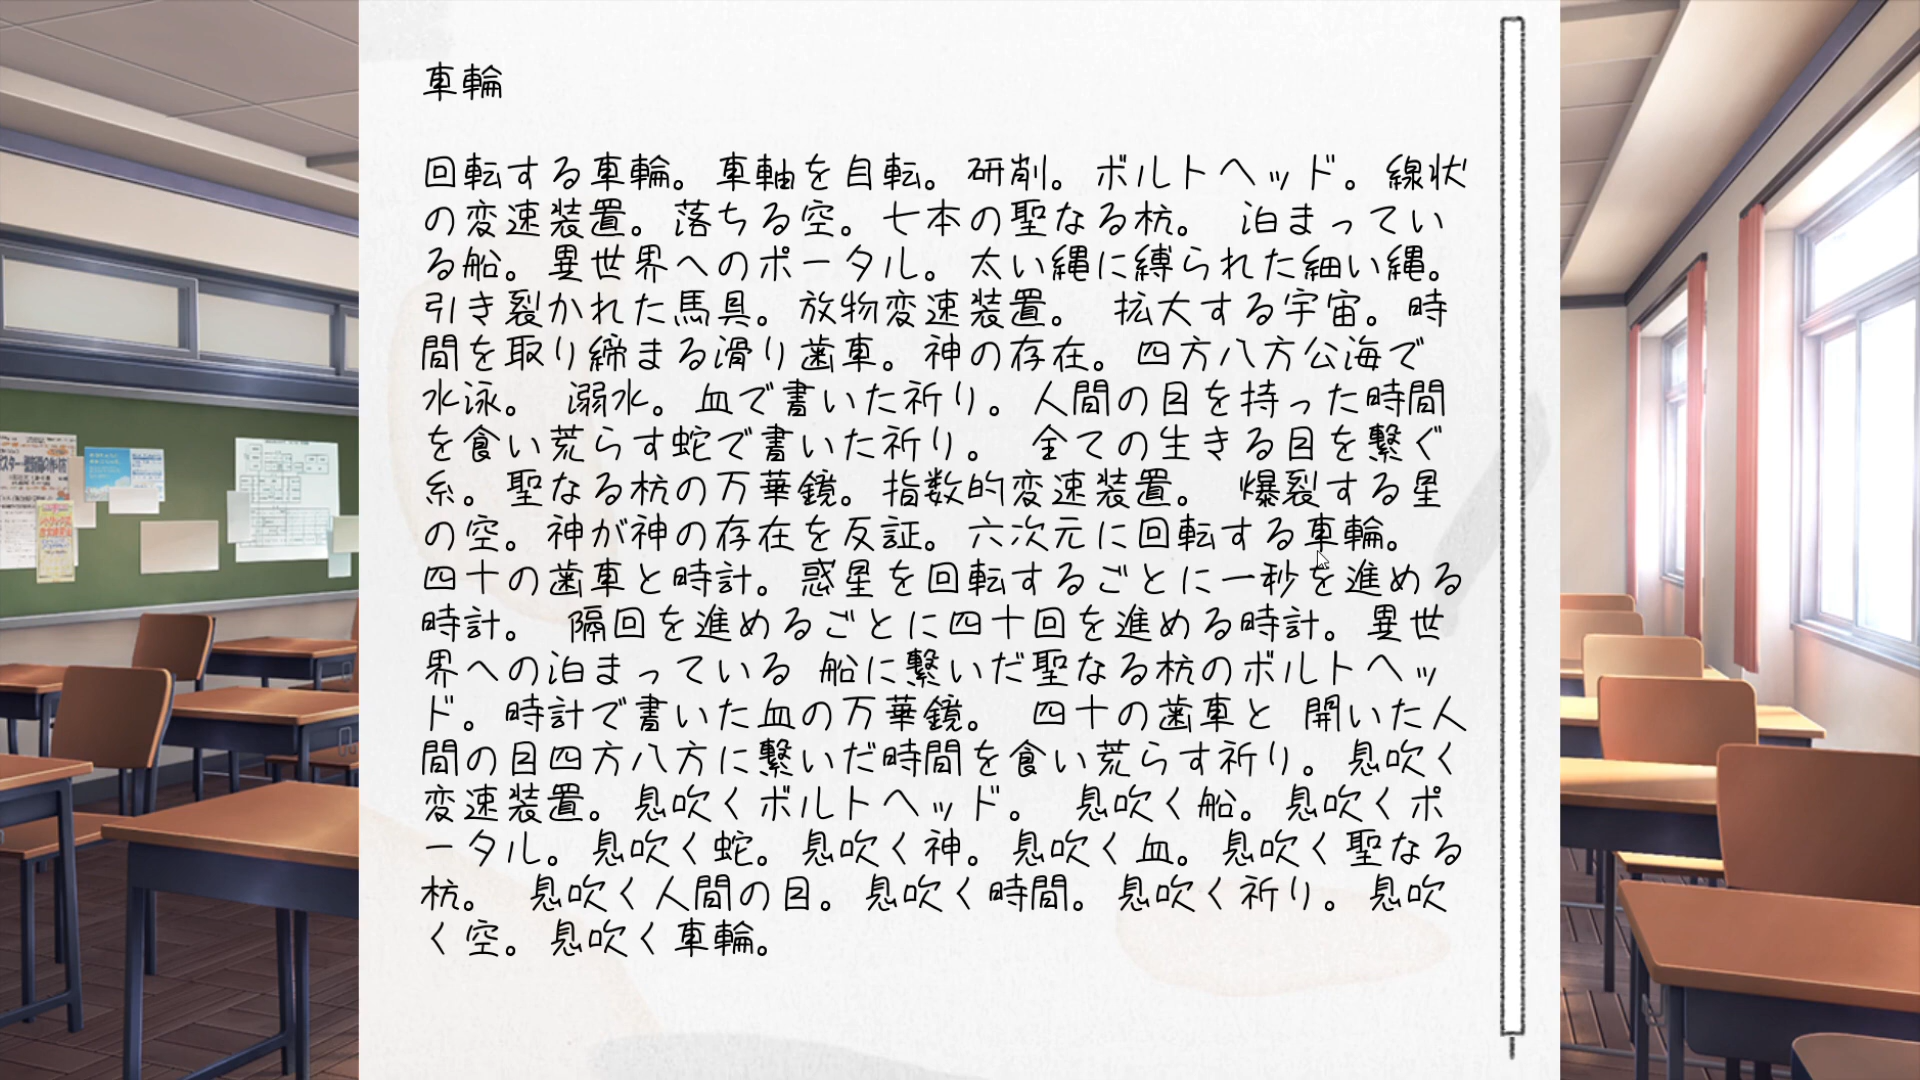 車輪
回転する車輪。車軸を自転。研削。ボルトヘッド。線状
の変速装置。落ちる空。七本の聖なる杭。 泊まってい
る船。異世界へのポータル。太い縄に縛られた細い縄。
引き裂かれた馬具。放物変速装置。 拡大する宇宙。時
間を取り締まる滑り歯車。神の存在。四方八方公海で
水泳。 溺水。血で書いた祈り。人間の目を持った時間
を食い荒らす蛇で書いた祈り。 全ての生きる目を繋ぐ
糸。聖なる杭の万華鏡。指数的変速装置。 爆裂する星
の空。神が神の存在を反証。六次元に回転する車輪。
四十の歯車と時計。惑星を回転するごとに一秒を進める
時計。 隔回を進めるごとに四十回を進める時計。異世
界への泊まっている 船に繋いだ聖なる杭のボルトヘッ
ド。時計で書いた血の万華鏡。 四十の歯車と 開いた人
間の目四方八方に繋いだ時間を食い荒らす祈り。息吹く
変速装置。息吹くボルトヘッド。 息吹く船。息吹くポ
ータル。息吹く蛇。息吹く神。息吹く血。息吹く聖なる
杭。 息吹く人間の目。息吹く時間。息吹く祈り。息吹
く空。息吹く車輪。